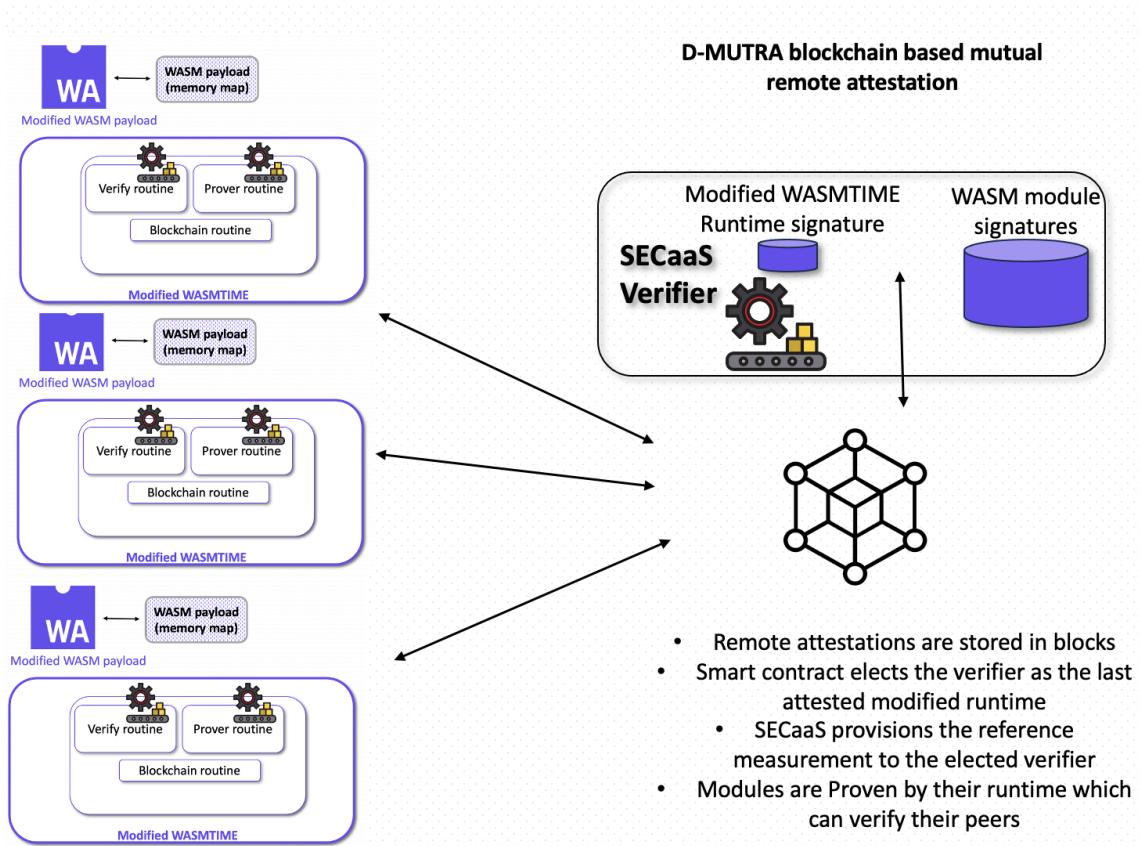 D-MUTRA blockchain based mutual
remote attestation
WA
WASM payload
(memory map)
Modified WASM payload
Verify routine
Prover routine
Blockchain routine
Modified WASMTIME
WA
WASM payload
(memory map)
Modified WASM payload
Verify routine
Prover routine
Blockchain routine
Modified WASMTIME
WA
WASM payload
(memory map)
Modified WASM payload
Verify routine
Prover routine
Blockchain routine
Modified WASMTIME
Modified WASMTIME
Runtime signature
WASM module
signatures
SECaaS
Verifier
• Remote attestations are stored in blocks
• Smart contract elects the verifier as the last
attested modified runtime
• SECaaS provisions the reference
measurement to the elected verifier
• Modules are Proven by their runtime which
can verify their peers